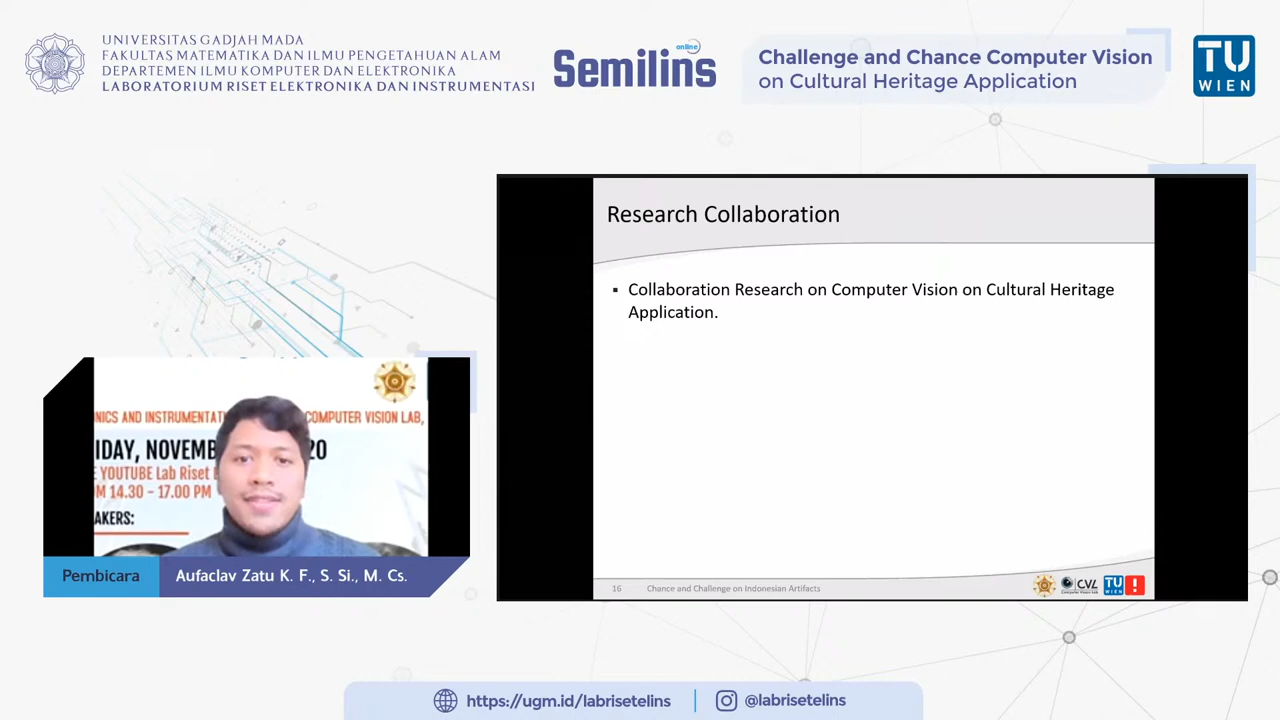 UNIVERSITAS GADJAH MADA
FAKULTAS MATEMATIKA DAN ILMU PENGETAHUAN ALAM
DEPARTEMEN ILMU KOMPUTER DAN ELEKTRONIKA
LABORATORIUM RISET ELEKTRONIKA DAN INSTRUMENTASI
online
Semilins
Challenge and Chance Computer Vision
on Cultural Heritage Application
TU
WIEN
Research Collaboration
▪ Collaboration Research on Computer Vision on Cultural Heritage
Application.
16
Chance and Challenge on Indonesian Artifacts
CVL
Computer Vision Lab
TU
WIEN
NICS AND INSTRUMENTAT COMPUTER VISION LAB,
IDAY, NOVEMB 20
E YOUTUBE Lab Riset
M 14.30 - 17.00 PM
AKERS:
Pembicara
Aufaclav Zatu K. F., S. Si., M. Cs.
https://ugm.id/labrisetelins
@labrisetelins